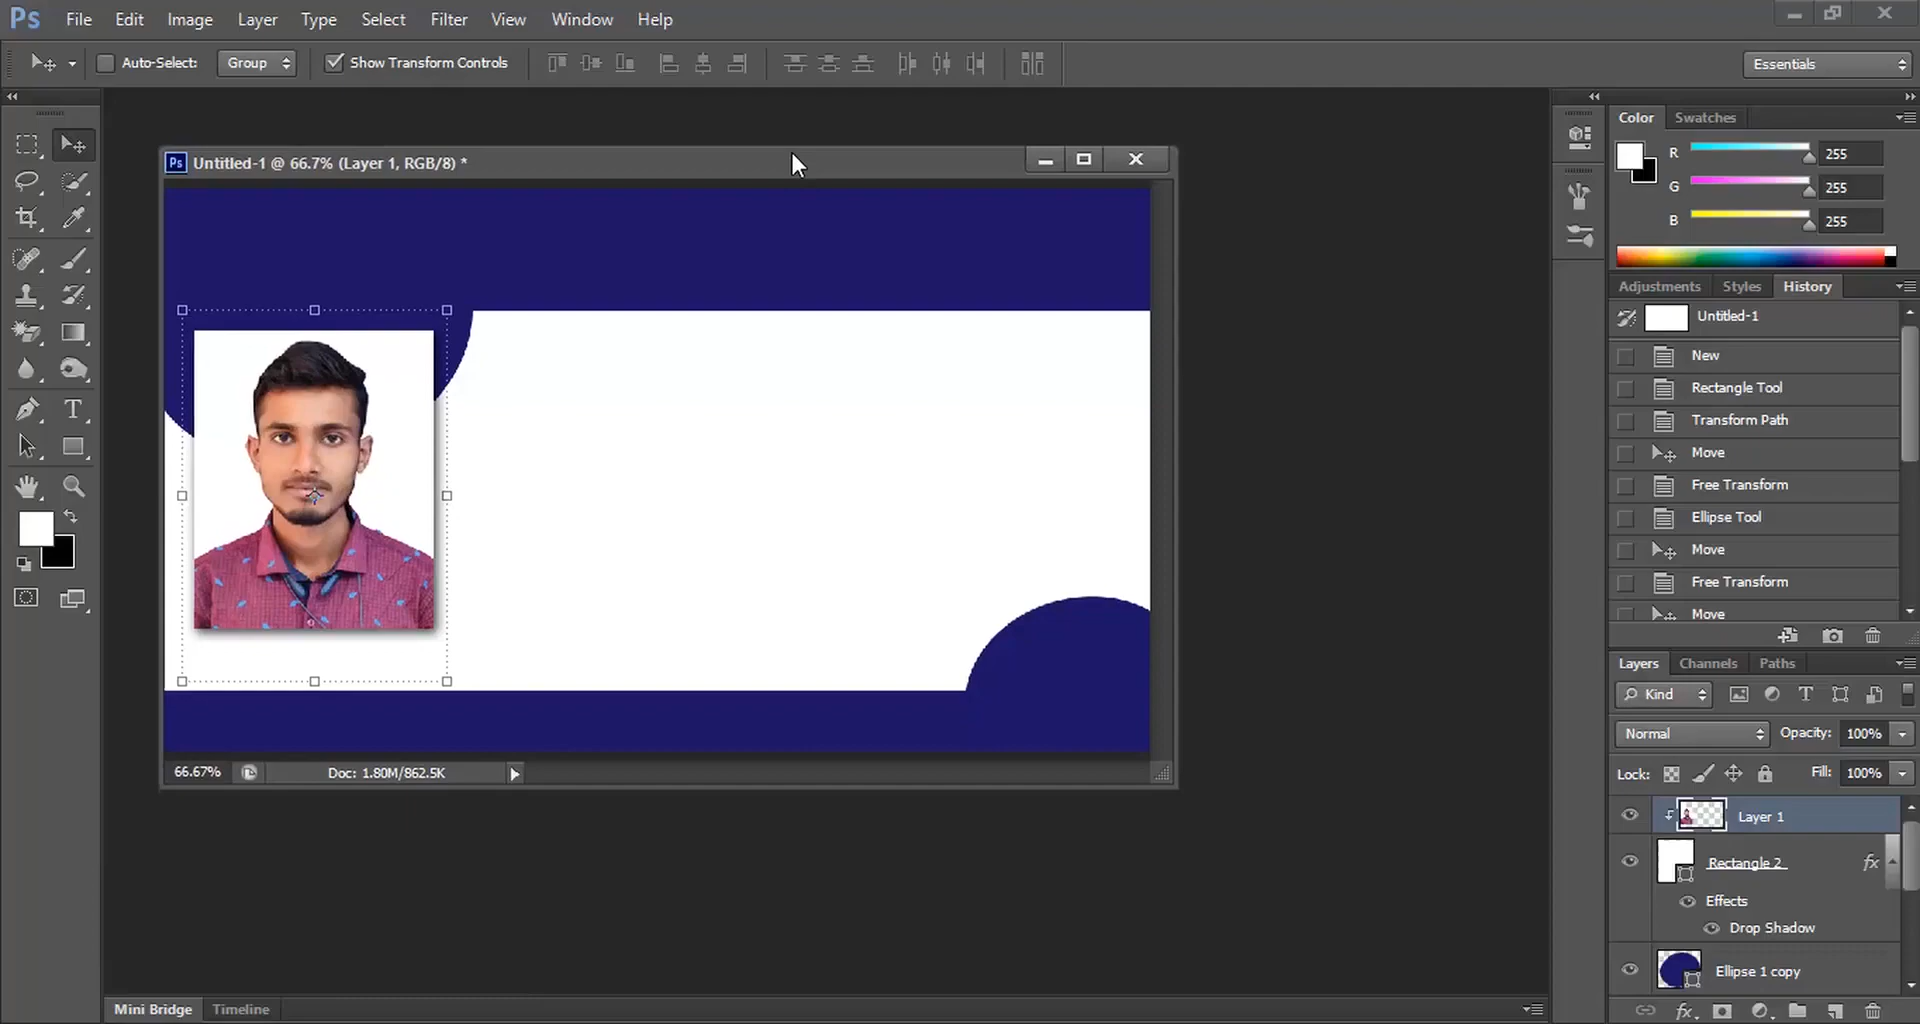 Ps File Edit Image Layer Type Select Filter View Window Help
Auto-Select: Group Show Transform Controls Essentials
Ps Untitled-1 @ 66.7% (Layer 1, RGB/8) *
66.67% Doc: 1.80M/862.5K
Mini Bridge Timeline
Color Swatches
R 255
G 255
B 255
Adjustments Styles History
Untitled-1
New
Rectangle Tool
Transform Path
Move
Free Transform
Ellipse Tool
Move
Free Transform
Move
Layers Channels Paths
Kind
Normal Opacity: 100%
Lock: Fill: 100%
Layer 1
Rectangle 2 fx
Effects
Drop Shadow
Ellipse 1 copy
fx